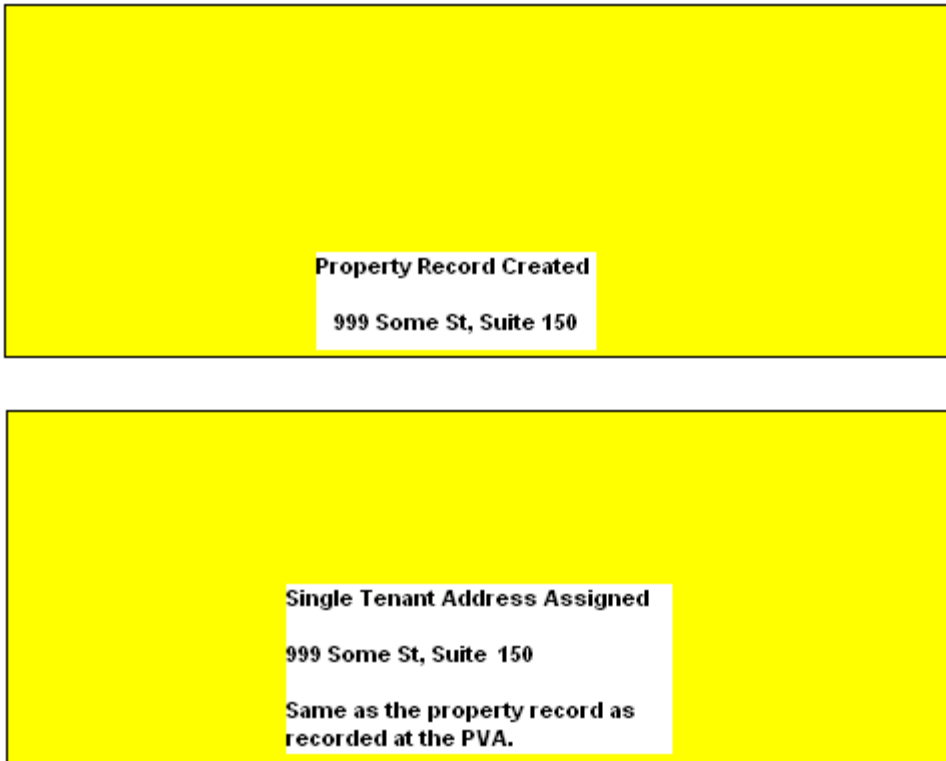 Property Record Created
999 Some St, Suite 150
Single Tenant Address Assigned
999 Some St, Suite 150
Same as the property record as
recorded at the PVA.